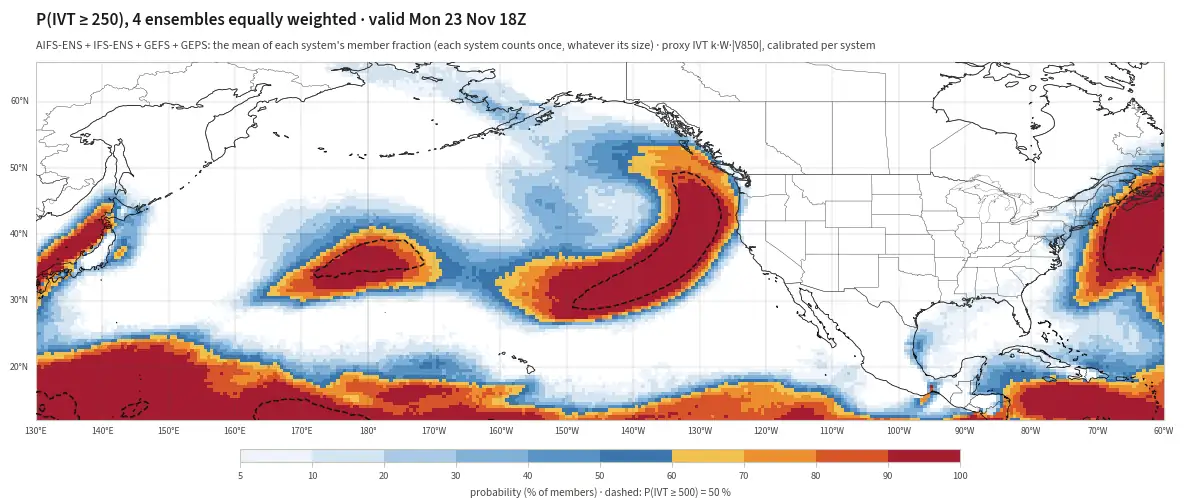 P(IVT ≥ 250), 4 ensembles equally weighted · valid Mon 23 Nov 18Z
AIFS-ENS + IFS-ENS + GEFS + GEPS: the mean of each system's member fraction (each system counts once, whatever its size) · proxy IVT k·W·|V850|, calibrated per system
60°N
50°N
40°N
30°N
20°N
130°E 140°E 150°E 160°E 170°E 180° 170°W 160°W 150°W 140°W 130°W 120°W 110°W 100°W 90°W 80°W 70°W 60°W
5 10 20 30 40 50 60 70 80 90 100
probability (% of members) · dashed: P(IVT ≥ 500) = 50 %